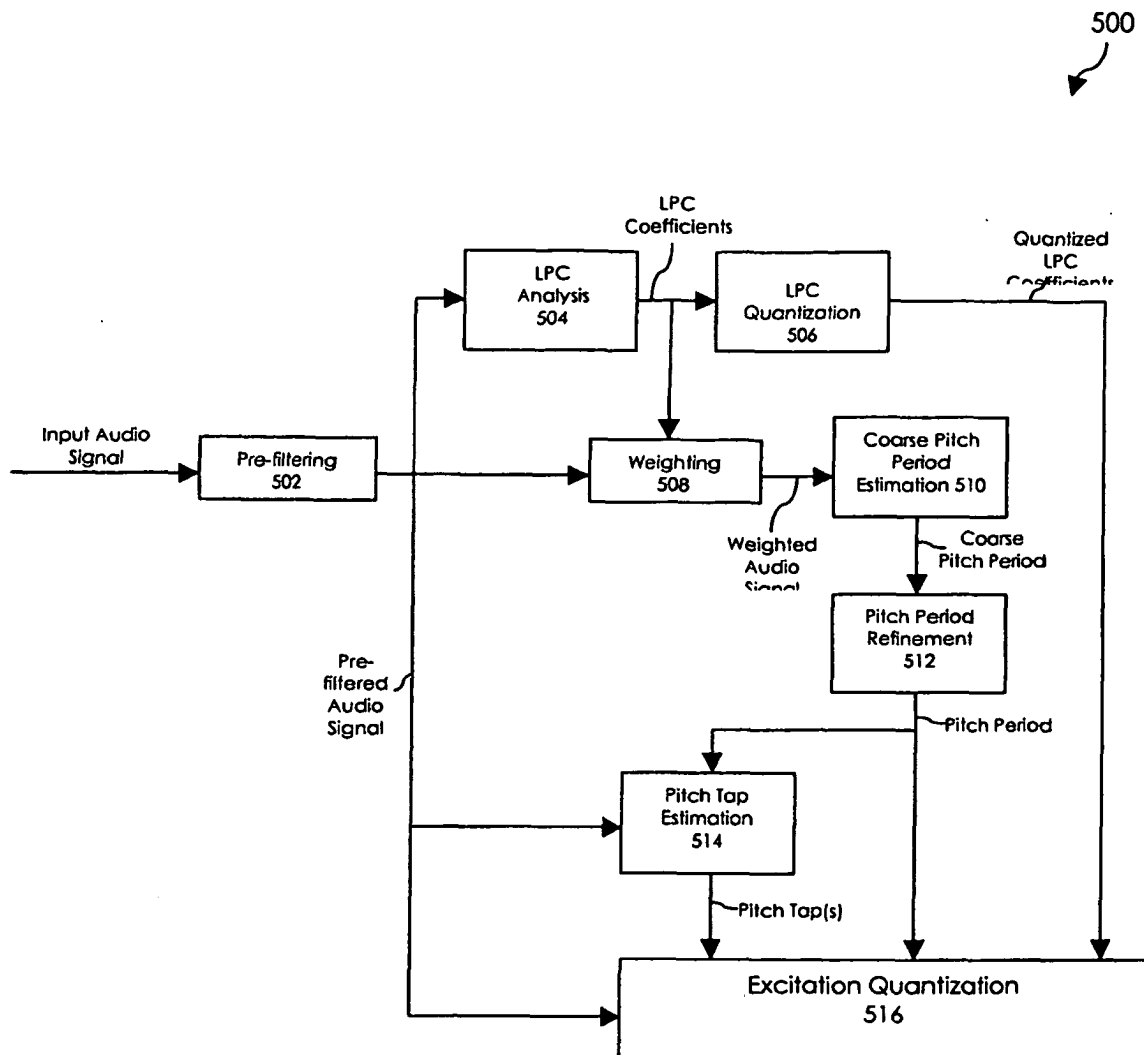 500
LPC
Coefficients
Quantized
LPC
Coefficients
LPC
Analysis
504
LPC
Quantization
506
Input Audio
Signal
Pre-filtering
502
Weighting
508
Coarse Pitch
Period
Estimation 510
Weighted
Audio
Signal
Coarse
Pitch Period
Pitch Period
Refinement
512
Pre-
filtered
Audio
Signal
Pitch Period
Pitch Tap
Estimation
514
Pitch Tap(s)
Excitation Quantization
516